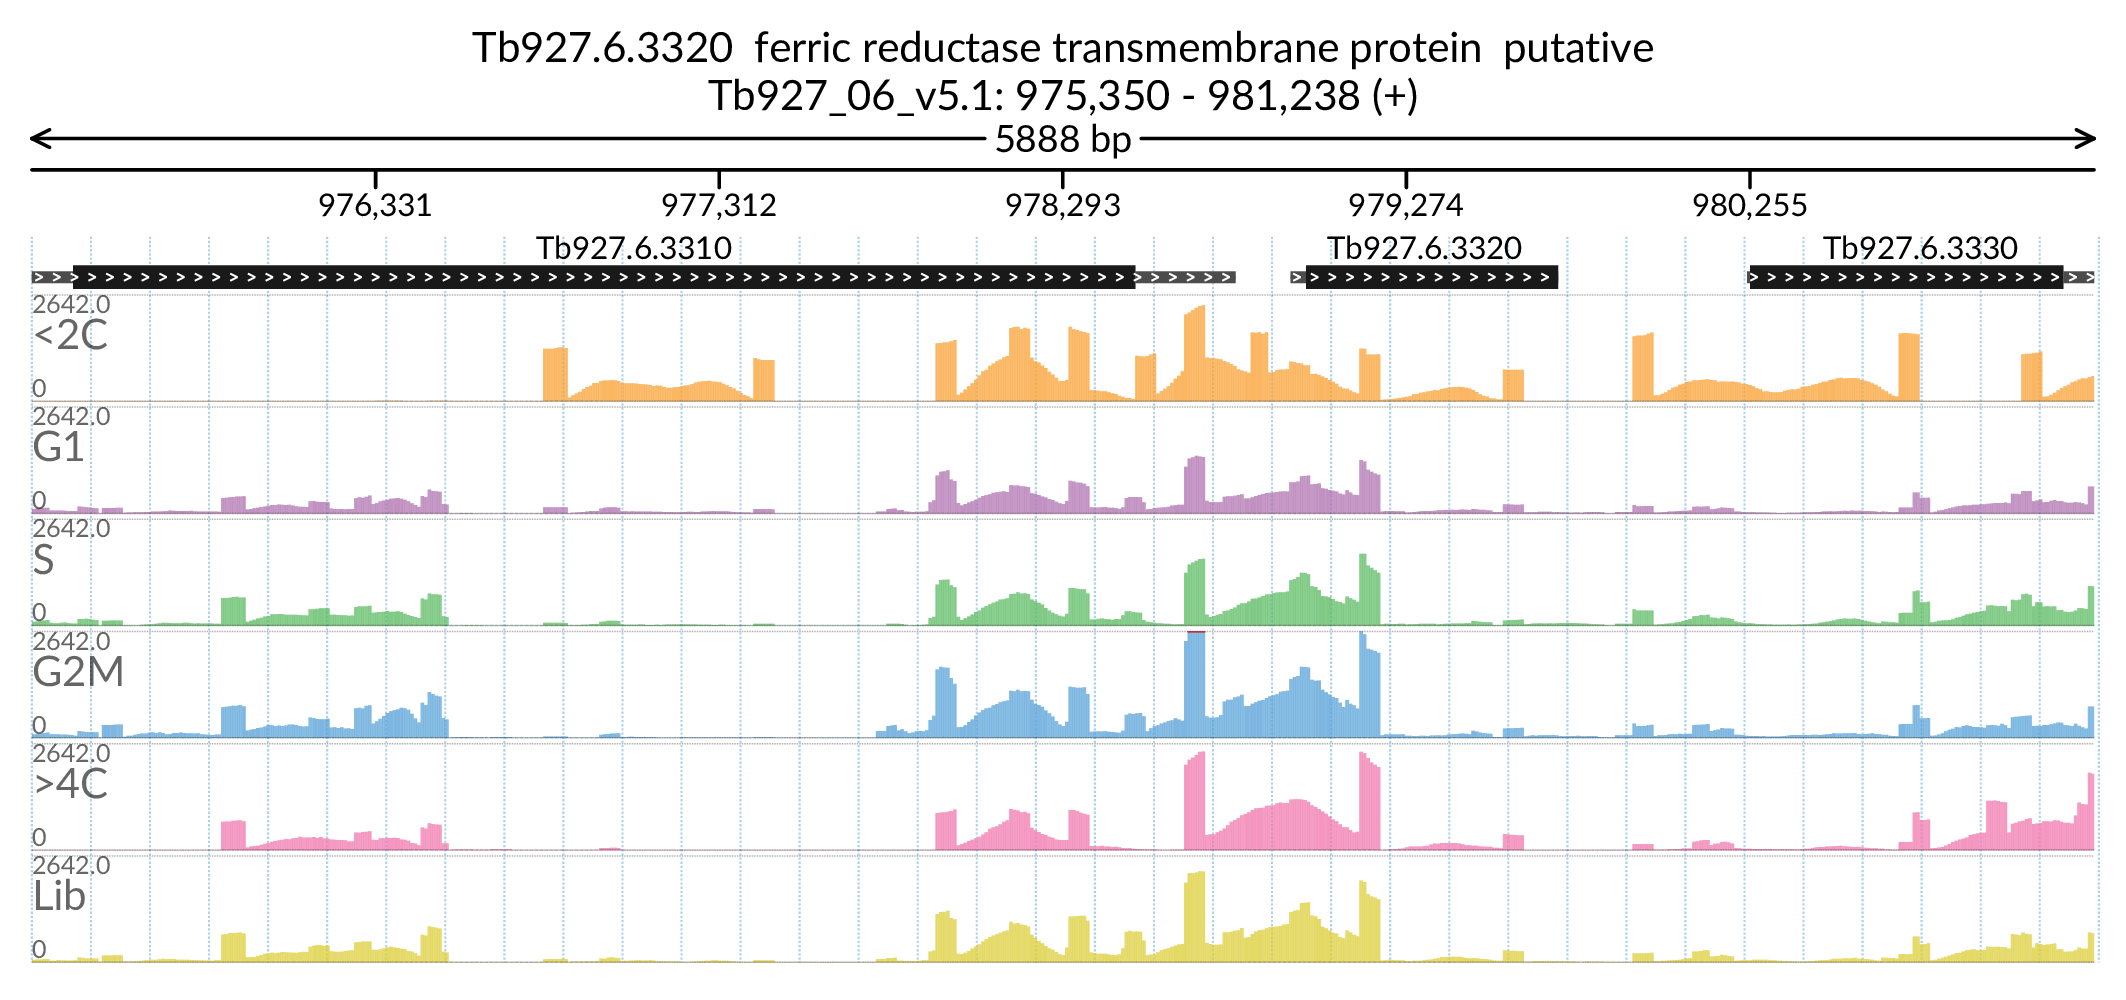 Tb927.6.3320 ferric reductase transmembrane protein putative
Tb927_06_v5.1: 975,350 - 981,238 (+)
5888 bp
976,331 977,312 978,293 979,274 980,255
Tb927.6.3310 Tb927.6.3320 Tb927.6.3330
2642.0
<2C
0
2642.0
G1
0
2642.0
S
0
2642.0
G2M
0
2642.0
>4C
0
2642.0
Lib
0